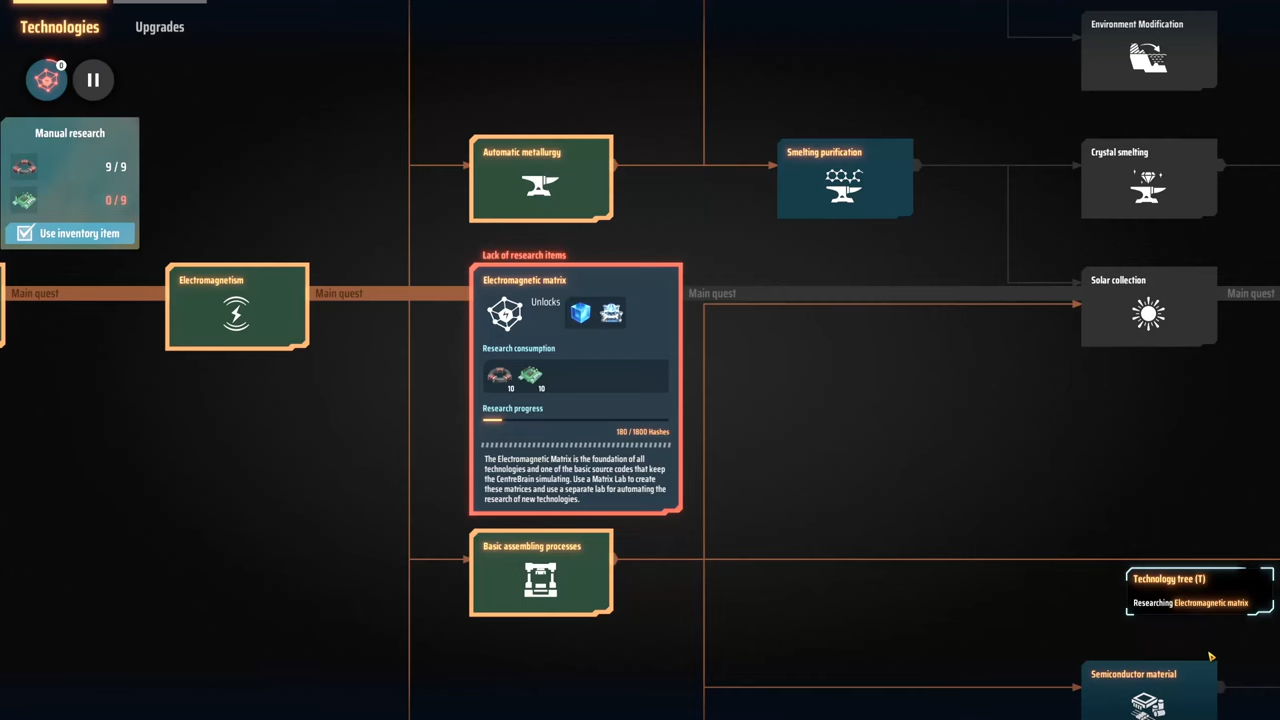 Technologies
Upgrades
0
Manual research
9 / 9
0 / 9
Use inventory item
Main quest
Electromagnetism
Main quest
Automatic metallurgy
Smelting purification
Lack of research items
Electromagnetic matrix
Unlocks
Research consumption
10
10
Research progress
180 / 1800 Hashes
The Electromagnetic Matrix is the foundation of all
technologies and one of the basic source codes that keep
the CentreBrain simulating. Use a Matrix Lab to create
these matrices and use a separate lab for automating the
research of new technologies.
Basic assembling processes
Main quest
Environment Modification
Crystal smelting
Solar collection
Main quest
Technology tree (T)
Researching Electromagnetic matrix
Semiconductor material